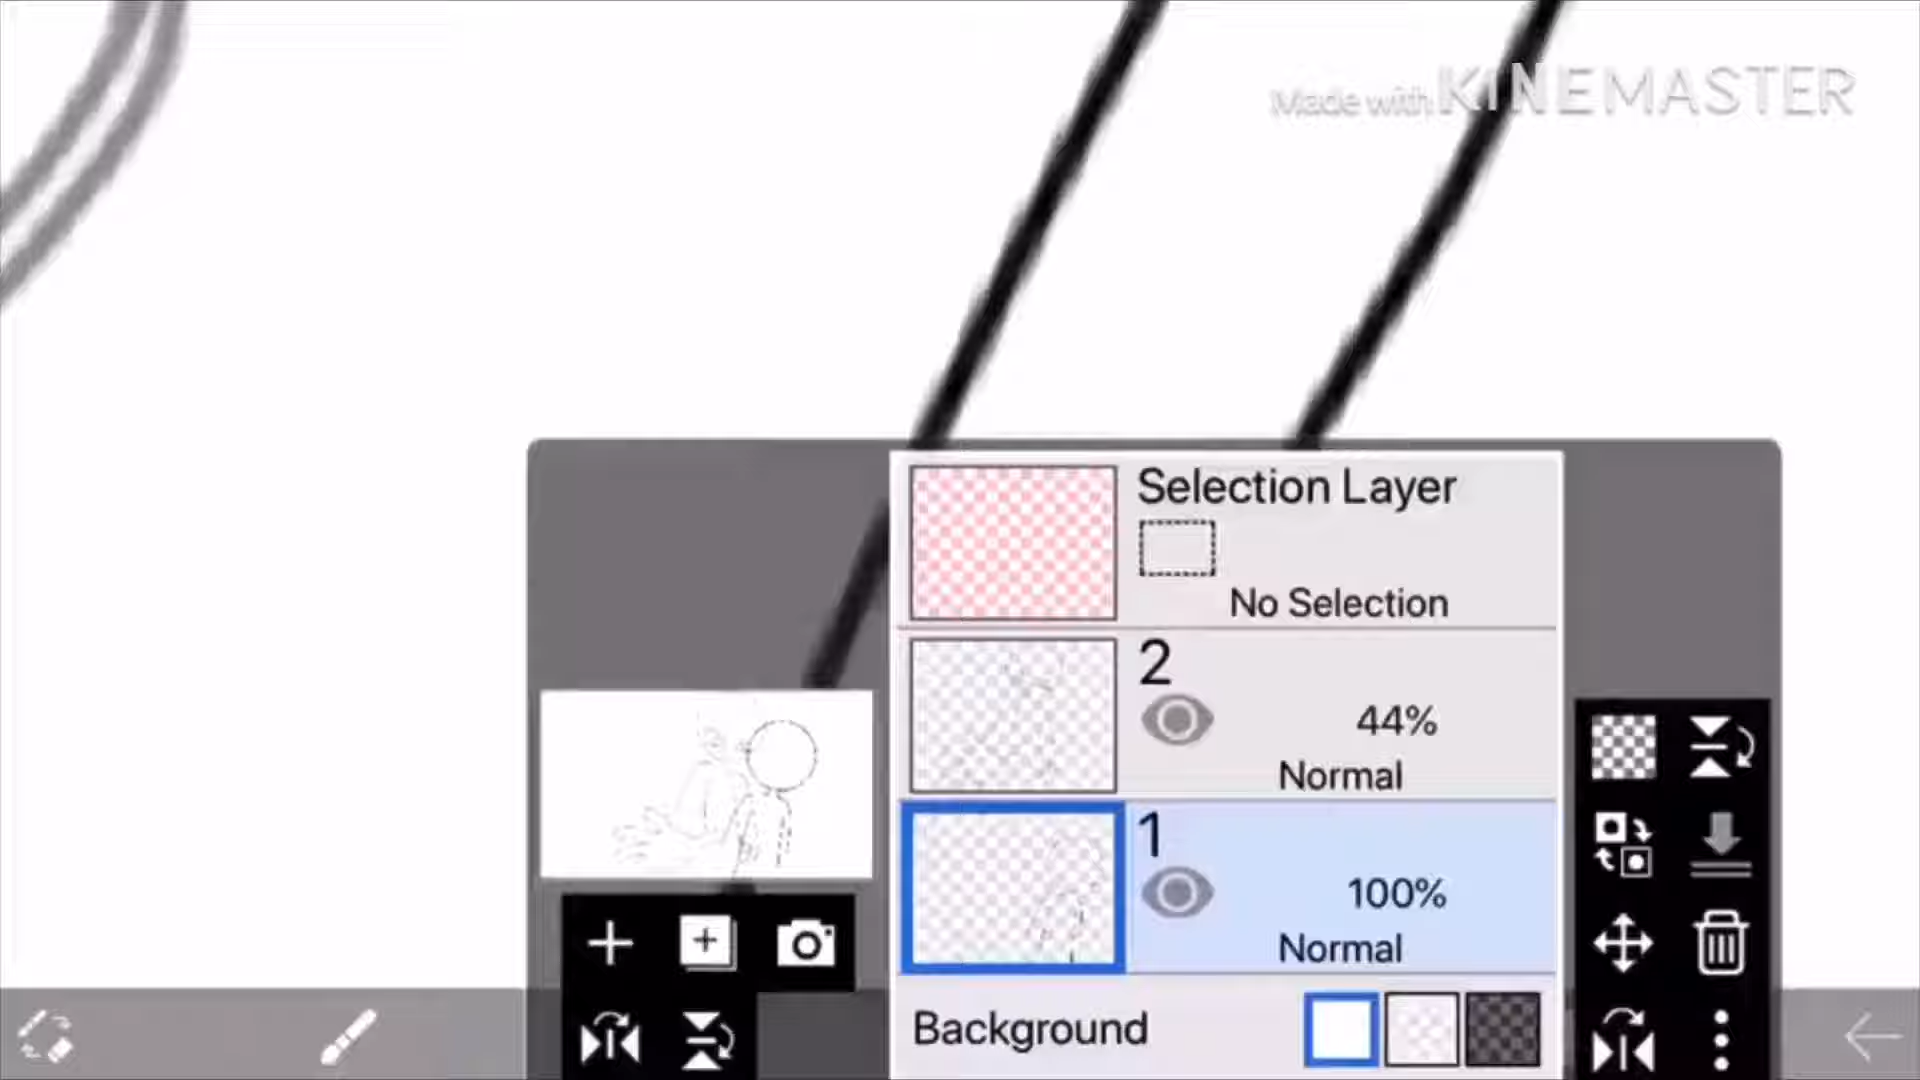 Made with KINEMASTER
Selection Layer
No Selection
2
44%
Normal
1
100%
Normal
Background